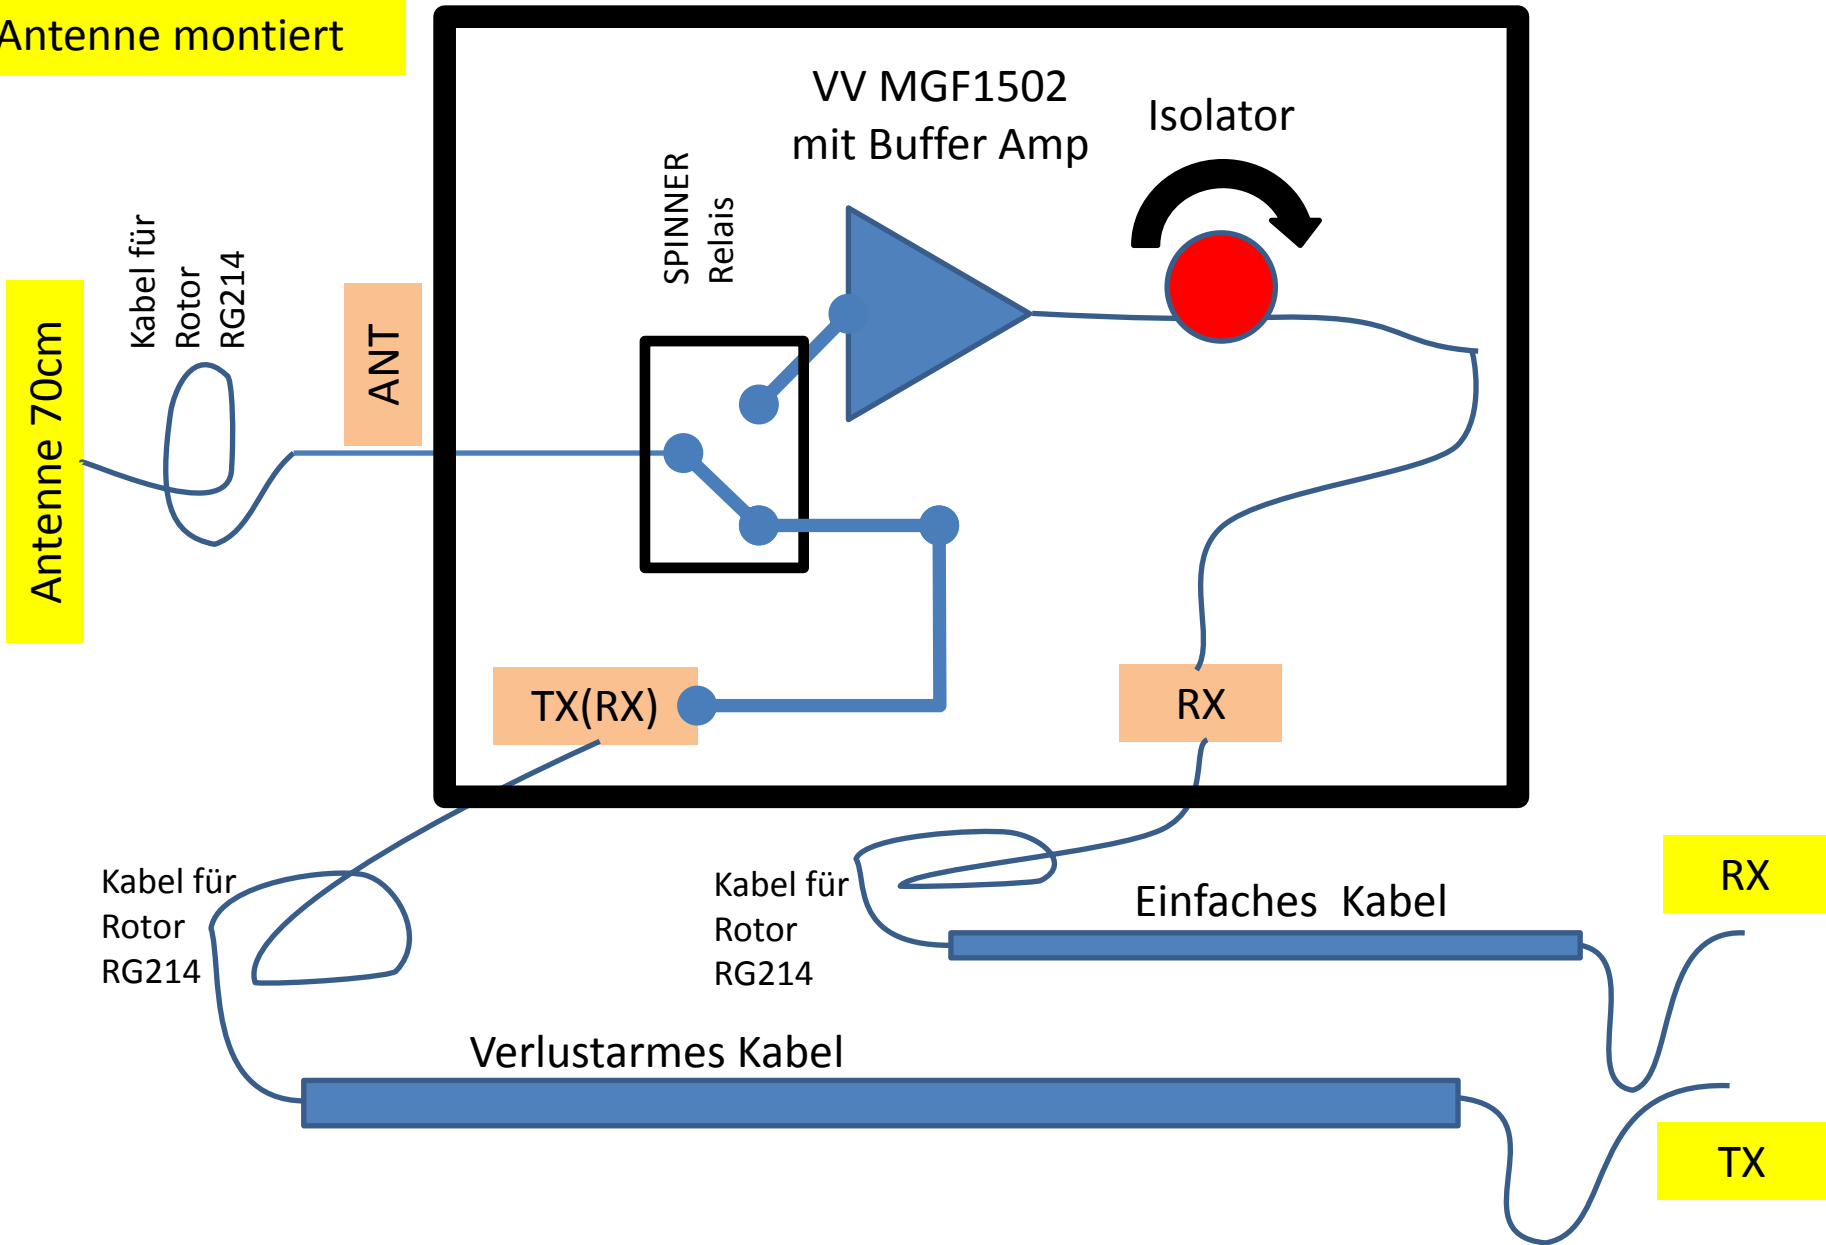 Antenne montiert
VV MGF1502
mit Buffer Amp
Isolator
SPINNER
Relais
Kabel für
Rotor
RG214
ANT
Antenne 70cm
TX(RX)
RX
Kabel für
Rotor
RG214
Kabel für
Rotor
RG214
Einfaches Kabel
RX
Verlustarmes Kabel
TX